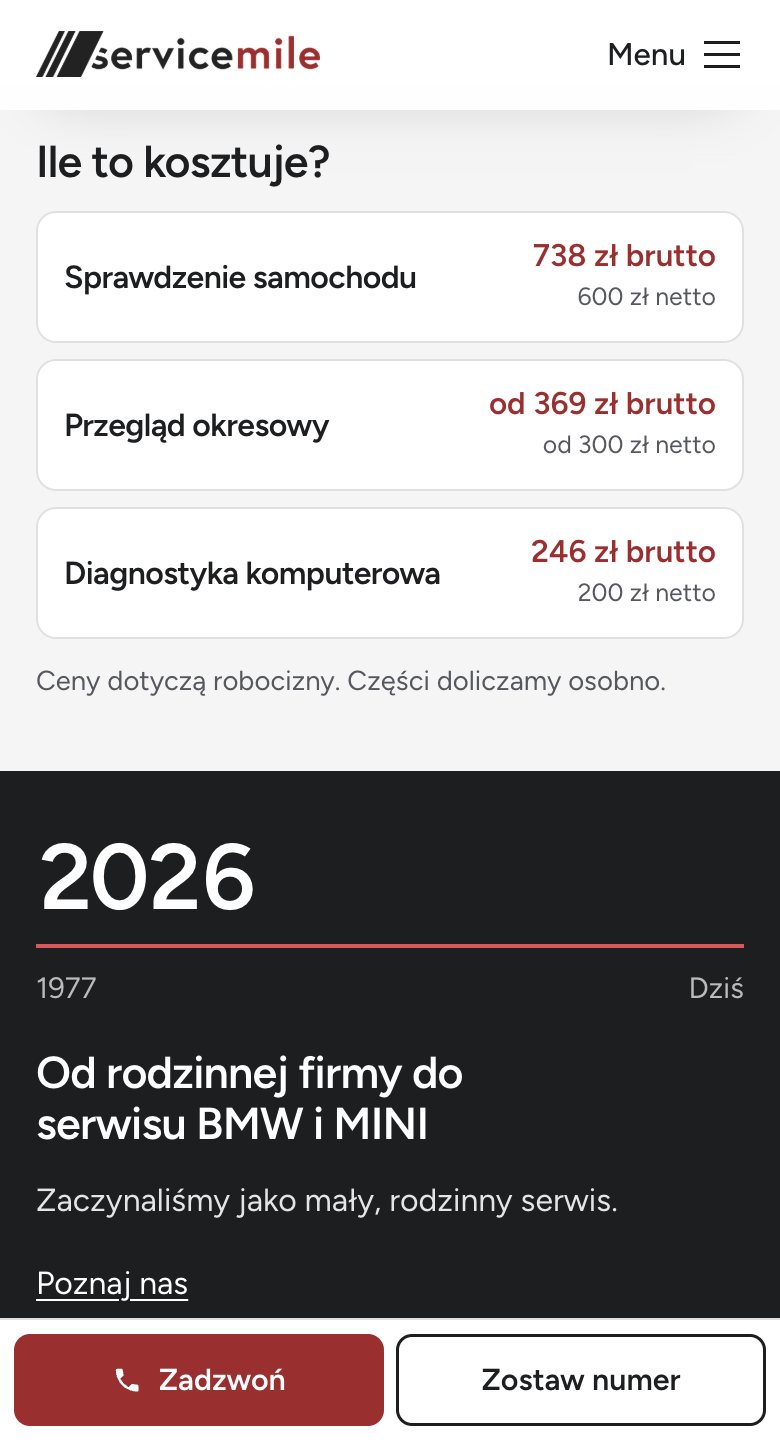 servicemile
Menu
Ile to kosztuje?
Sprawdzenie samochodu
738 zł brutto
600 zł netto
Przegląd okresowy
od 369 zł brutto
od 300 zł netto
Diagnostyka komputerowa
246 zł brutto
200 zł netto
Ceny dotyczą robocizny. Części doliczamy osobno.
2026
1977
Dziś
Od rodzinnej firmy do
serwisu BMW i MINI
Zaczynaliśmy jako mały, rodzinny serwis.
Poznaj nas
Zadzwoń
Zostaw numer